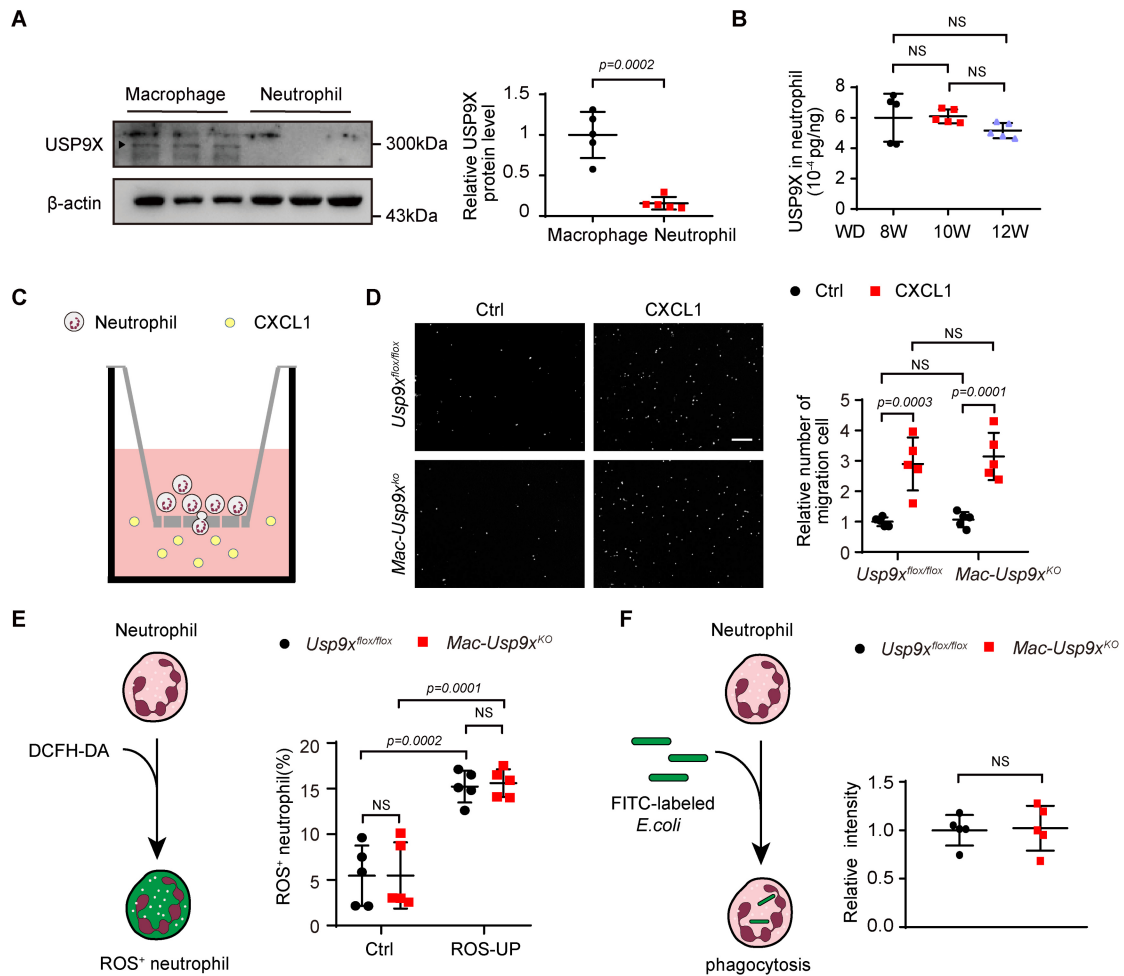 A
Macrophage Neutrophil
USP9X
300kDa
β-actin
43kDa
p=0.0002
Relative USP9X
protein level
1.5
1
0.5
0
Macrophage Neutrophil
B
NS
NS
NS
USP9X in neutrophil
(10⁻⁴ pg/ng)
8
6
4
2
0
WD 8W 10W 12W
C
Neutrophil CXCL1
D
Ctrl CXCL1
Usp9x^flox/flox
Mac-Usp9x^ko
Ctrl CXCL1
NS
NS
p=0.0003 p=0.0001
Relative number of
migration cell
5
4
3
2
1
0
Usp9x^flox/flox Mac-Usp9x^KO
E
Neutrophil
DCFH-DA
ROS⁺ neutrophil
Usp9x^flox/flox Mac-Usp9x^KO
p=0.0001
NS
p=0.0002
NS
ROS⁺ neutrophil(%)
20
15
10
5
0
Ctrl ROS-UP
F
Neutrophil
FITC-labeled
E.coli
phagocytosis
Usp9x^flox/flox Mac-Usp9x^KO
NS
Relative intensity
1.5
1.0
0.5
0.0